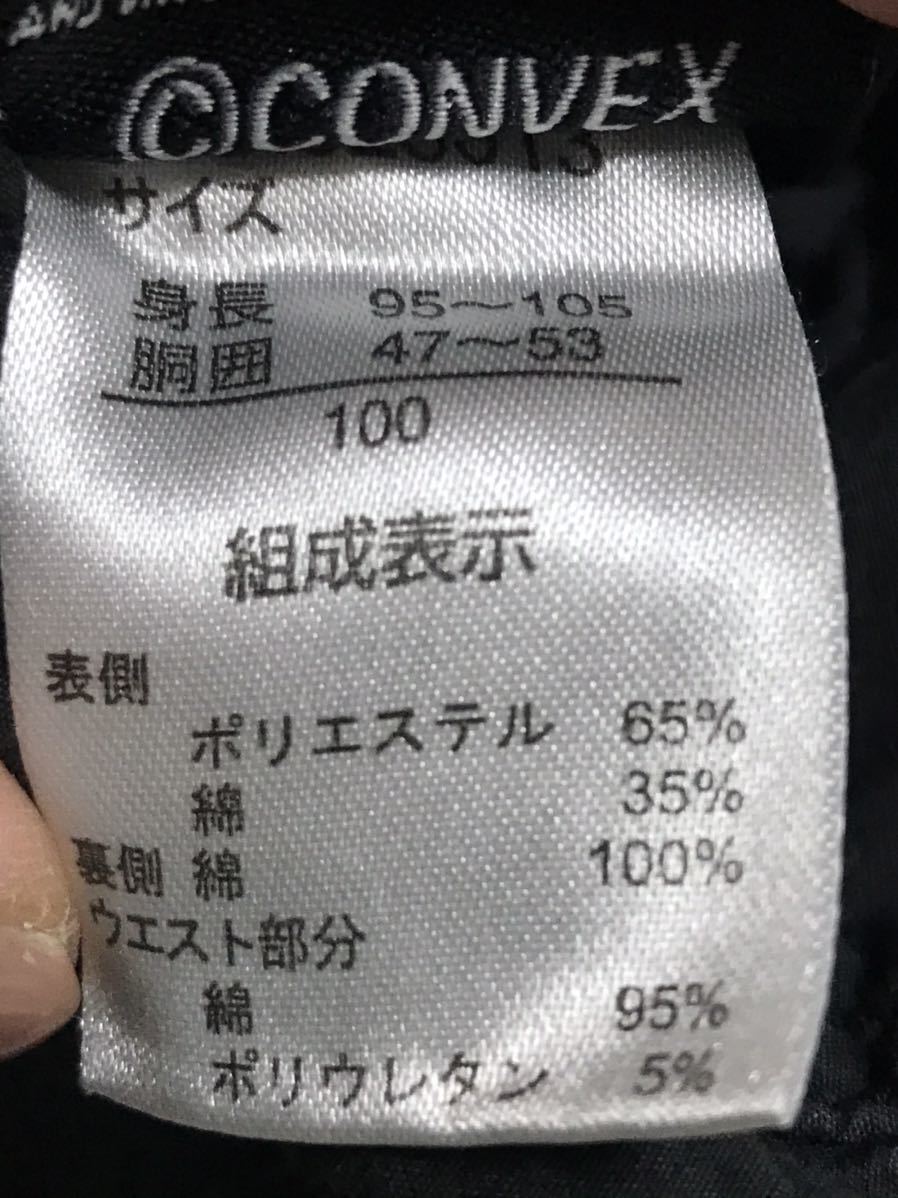 ©CONVEX
サイズ
身長 95～105
胴囲 47～53
100
組成表示
表側
ポリエステル 65%
綿 35%
裏側 綿 100%
ウエスト部分
綿 95%
ポリウレタン 5%